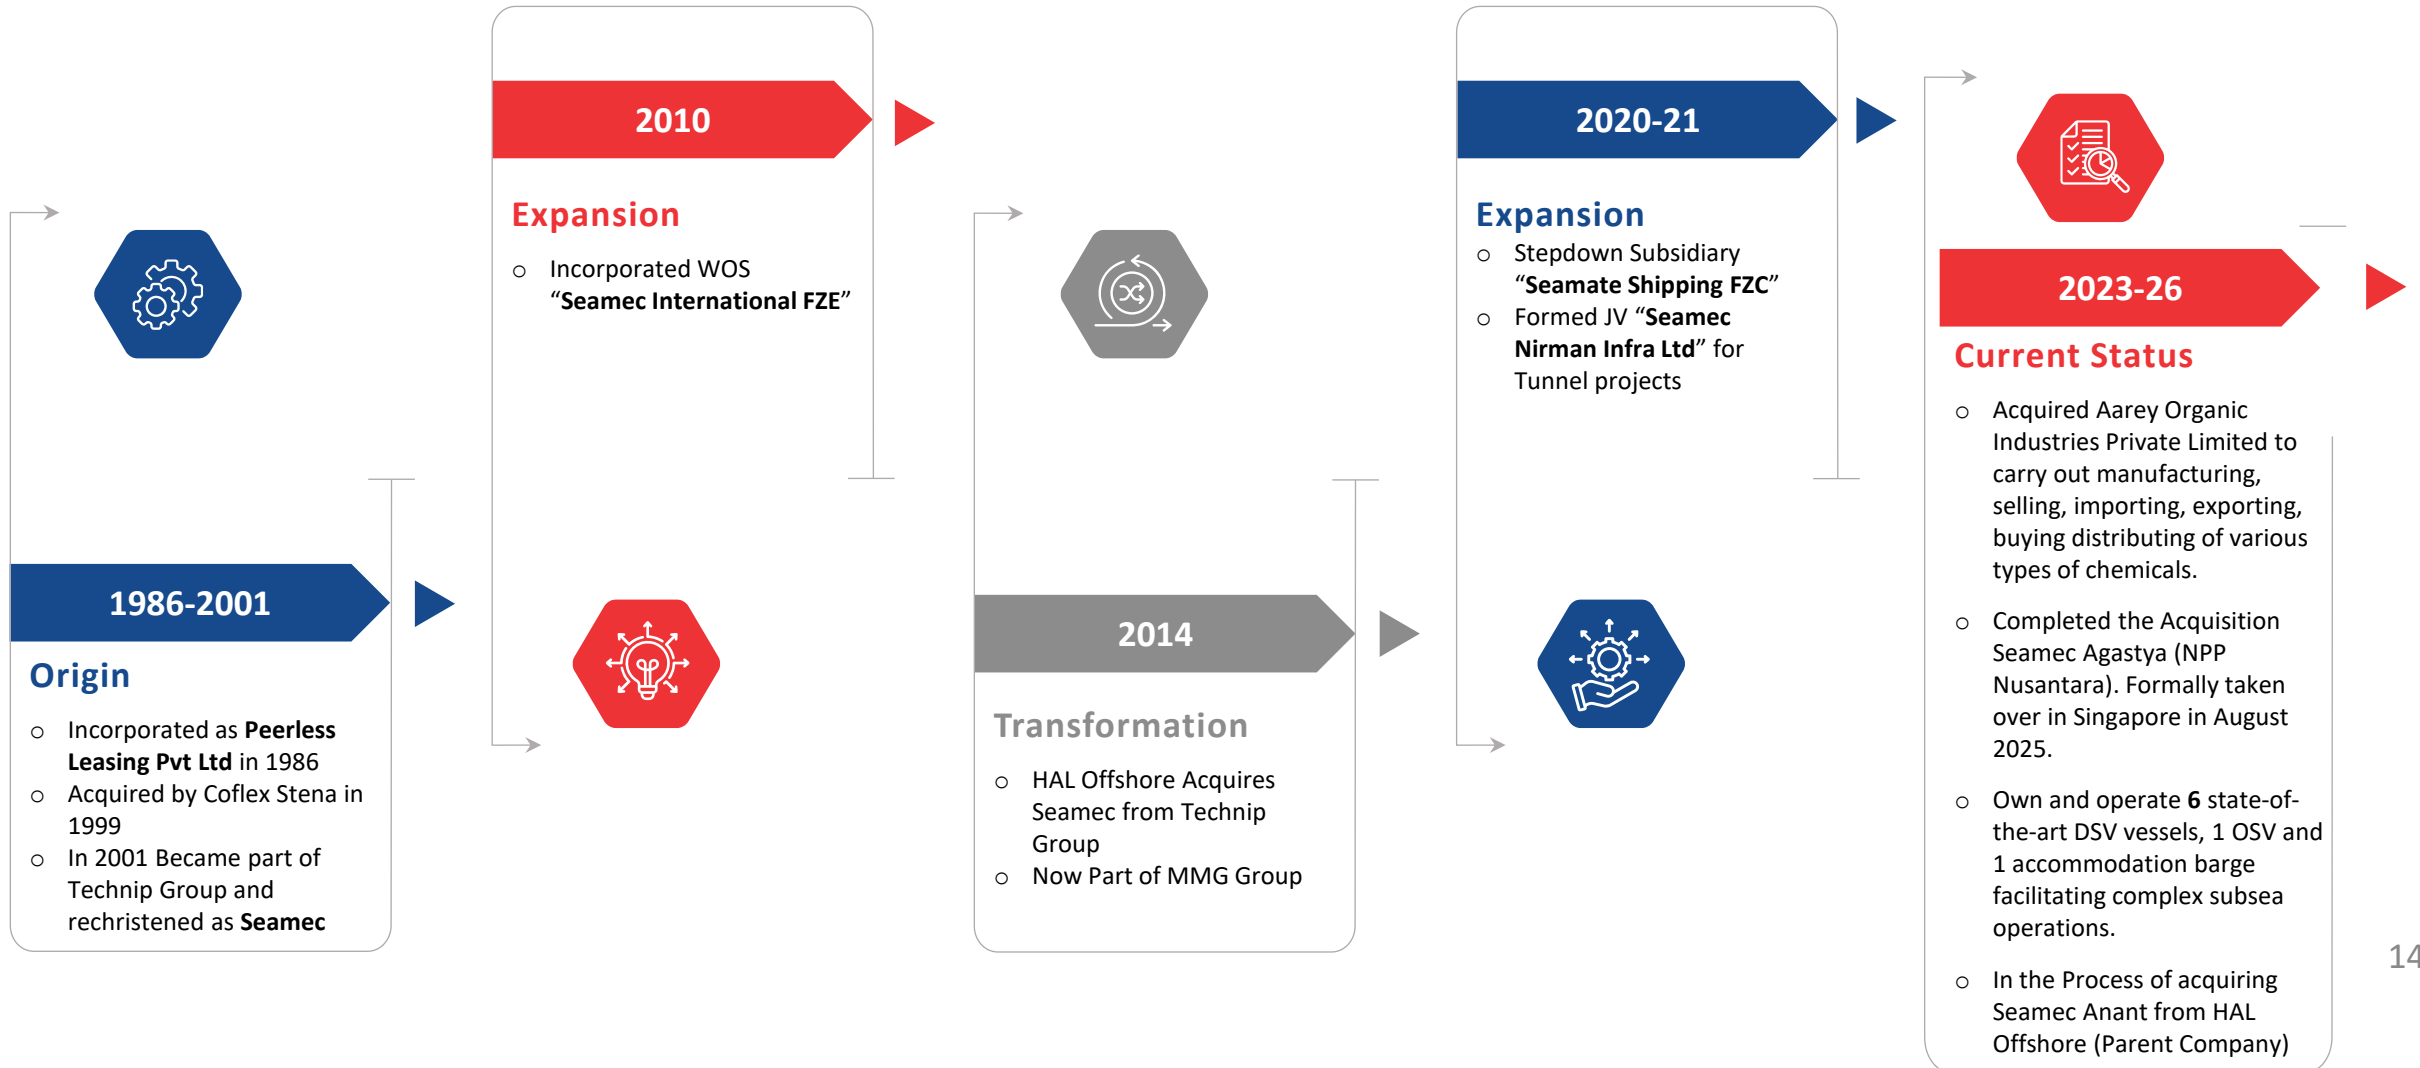 1986-2001
Origin
o Incorporated as Peerless
Leasing Pvt Ltd in 1986
o Acquired by Coflex Stena in
1999
o In 2001 Became part of
Technip Group and
rechristened as Seamec
2010
Expansion
o Incorporated WOS
“Seamec International FZE”
2014
Transformation
o HAL Offshore Acquires
Seamec from Technip
Group
o Now Part of MMG Group
2020-21
Expansion
o Stepdown Subsidiary
“Seamate Shipping FZC”
o Formed JV “Seamec
Nirman Infra Ltd” for
Tunnel projects
2023-26
Current Status
o Acquired Aarey Organic
Industries Private Limited to
carry out manufacturing,
selling, importing, exporting,
buying distributing of various
types of chemicals.
o Completed the Acquisition
Seamec Agastya (NPP
Nusantara). Formally taken
over in Singapore in August
2025.
o Own and operate 6 state-of-
the-art DSV vessels, 1 OSV and
1 accommodation barge
facilitating complex subsea
operations.
o In the Process of acquiring
Seamec Anant from HAL
Offshore (Parent Company)
14